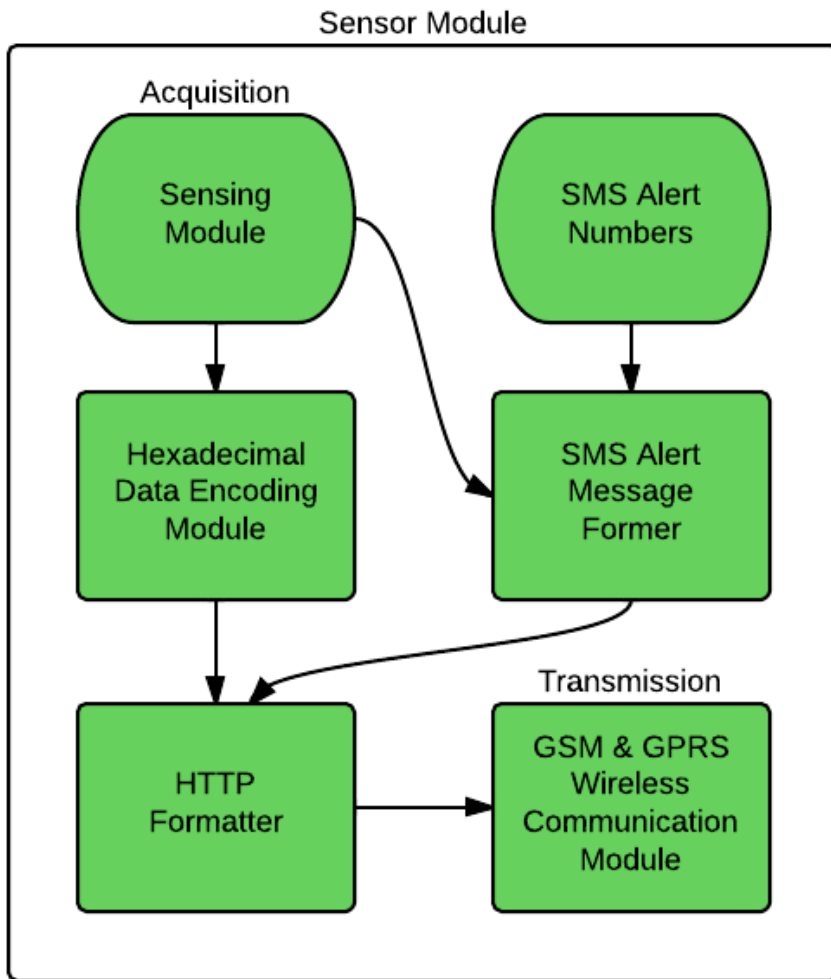 Sensor Module
Acquisition
Sensing
Module
SMS Alert
Numbers
Hexadecimal
Data Encoding
Module
SMS Alert
Message
Former
Transmission
HTTP
Formatter
GSM & GPRS
Wireless
Communication
Module